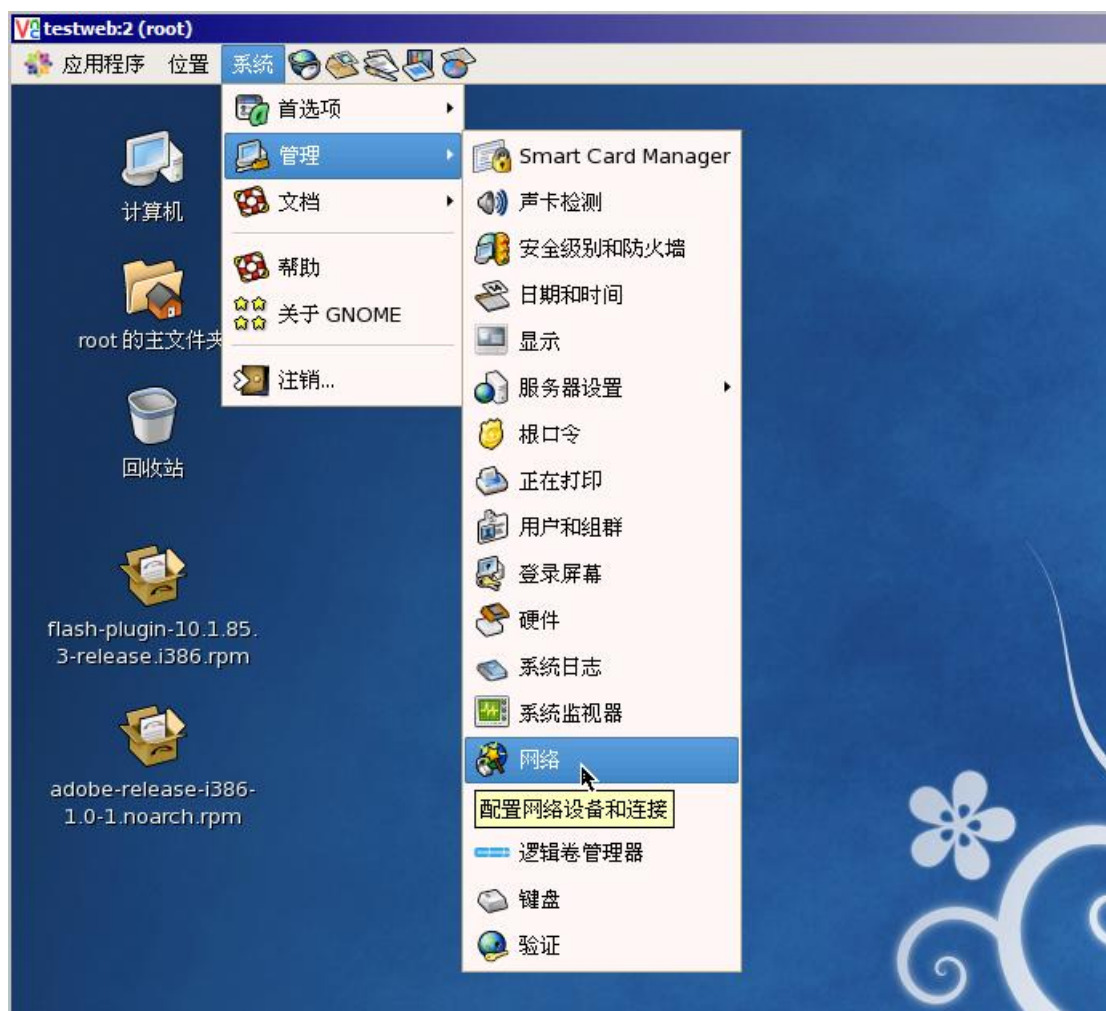 testweb:2 (root)
应用程序 位置 系统
首选项
管理
文档
帮助
关于 GNOME
注销...
Smart Card Manager
声卡检测
安全级别和防火墙
日期和时间
显示
服务器设置
根口令
正在打印
用户和组群
登录屏幕
硬件
系统日志
系统监视器
网络
配置网络设备和连接
逻辑卷管理器
键盘
验证
计算机
root 的主文件夹
回收站
flash-plugin-10.1.85.
3-release.i386.rpm
adobe-release-i386-
1.0-1.noarch.rpm